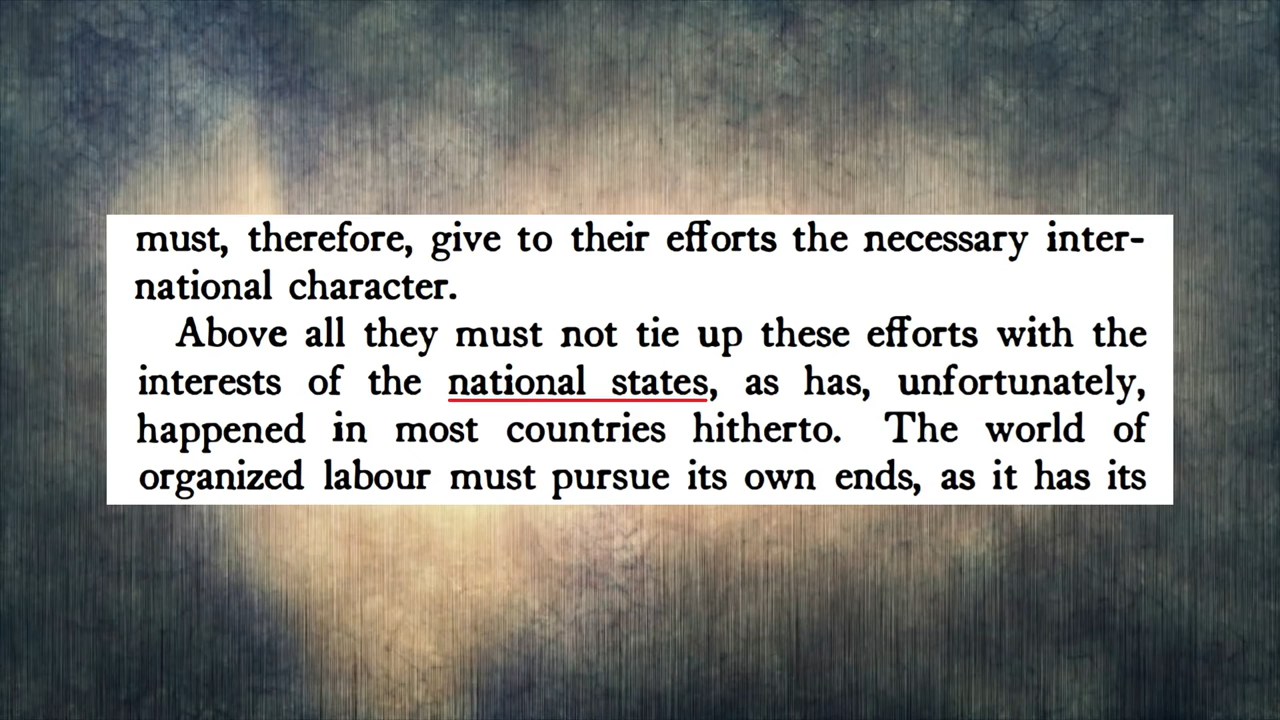 must, therefore, give to their efforts the necessary inter-
national character.
Above all they must not tie up these efforts with the
interests of the national states, as has, unfortunately,
happened in most countries hitherto. The world of
organized labour must pursue its own ends, as it has its